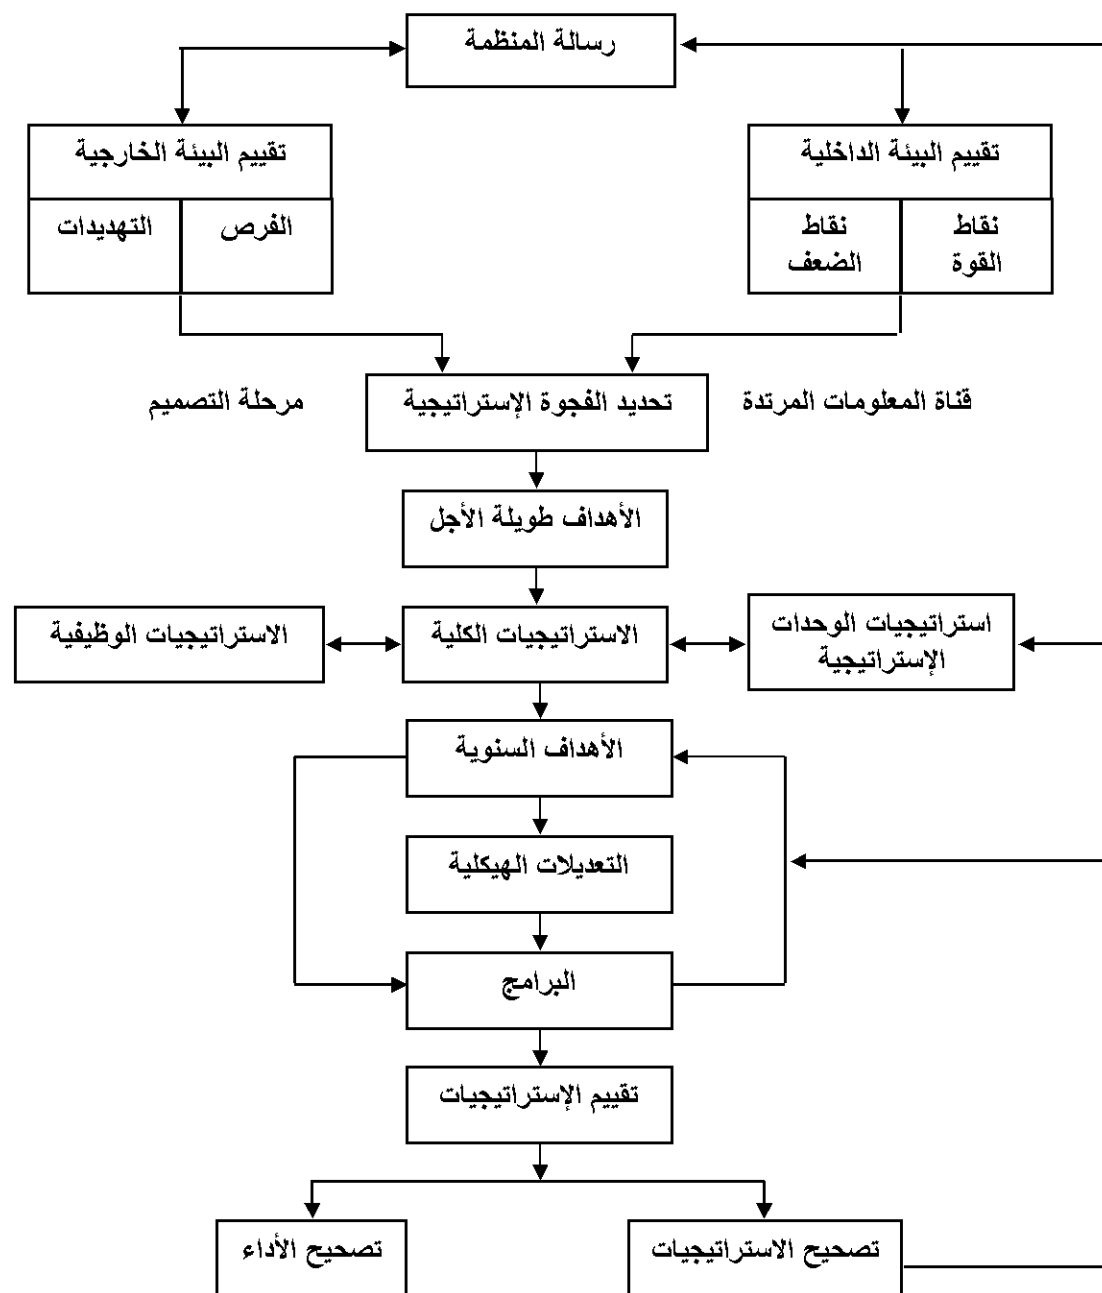 رسالة المنظمة
تقييم البيئة الداخلية
تقييم البيئة الخارجية
نقاط
القوة
نقاط
الضعف
الفرص
التهديدات
قناة المعلومات المرتدة
تحديد الفجوة الإستراتيجية
مرحلة التصميم
الأهداف طويلة الأجل
استراتيجيات الوحدات
الإستراتيجية
الاستراتيجيات الكلية
الاستراتيجيات الوظيفية
الأهداف السنوية
التعديلات الهيكلية
البرامج
تقييم الإستراتيجيات
تصحيح الاستراتيجيات
تصحيح الأداء